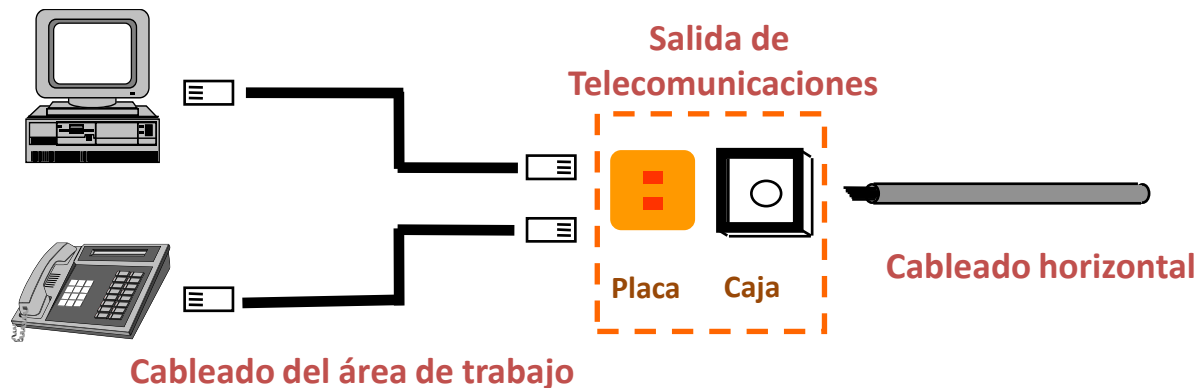 Salida de
Telecomunicaciones
Placa
Caja
Cableado horizontal
Cableado del área de trabajo